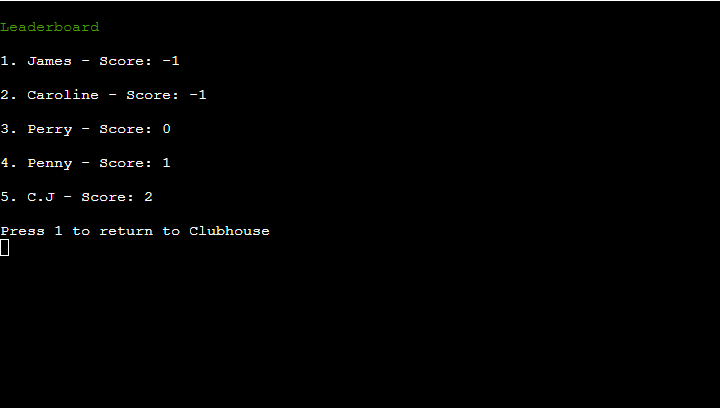 Leaderboard
1. James - Score: -1
2. Caroline - Score: -1
3. Perry - Score: 0
4. Penny - Score: 1
5. C.J - Score: 2
Press 1 to return to Clubhouse